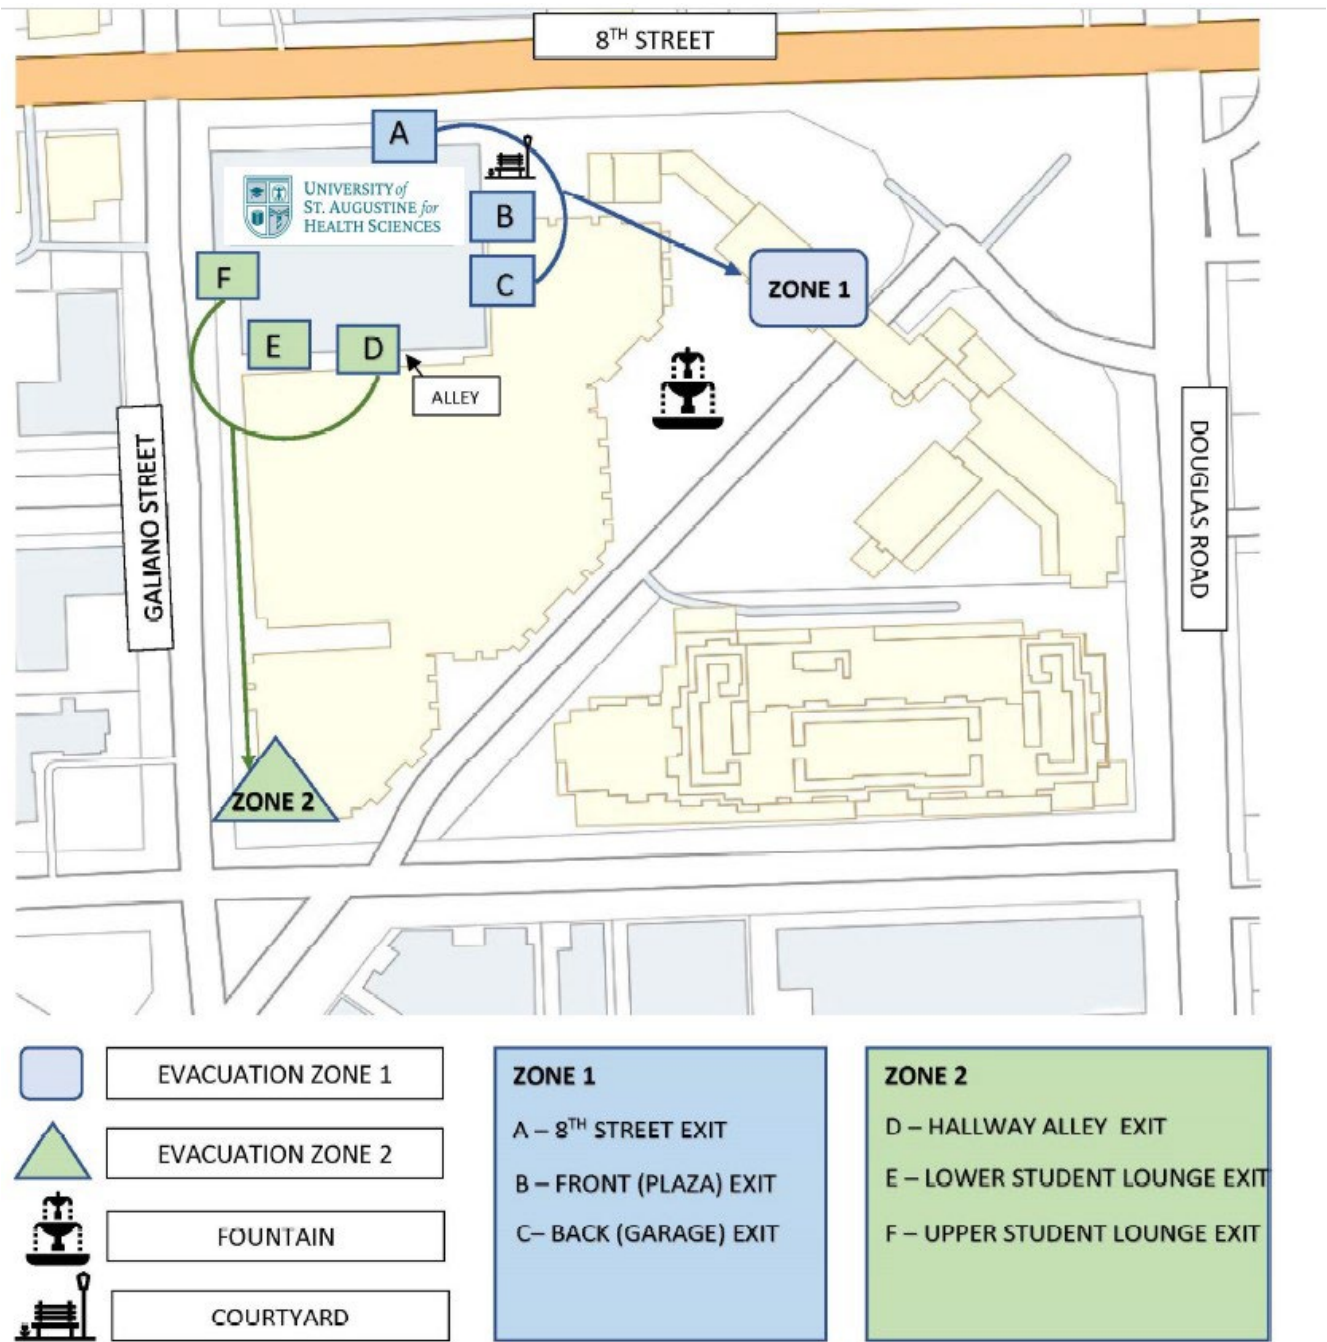 8TH STREET
A
UNIVERSITY of
ST. AUGUSTINE for
HEALTH SCIENCES
B
C
F
E
D
ALLEY
ZONE 1
GALIANO STREET
DOUGLAS ROAD
ZONE 2
EVACUATION ZONE 1
EVACUATION ZONE 2
FOUNTAIN
COURTYARD
ZONE 1
A – 8TH STREET EXIT
B – FRONT (PLAZA) EXIT
C– BACK (GARAGE) EXIT
ZONE 2
D – HALLWAY ALLEY EXIT
E – LOWER STUDENT LOUNGE EXIT
F – UPPER STUDENT LOUNGE EXIT